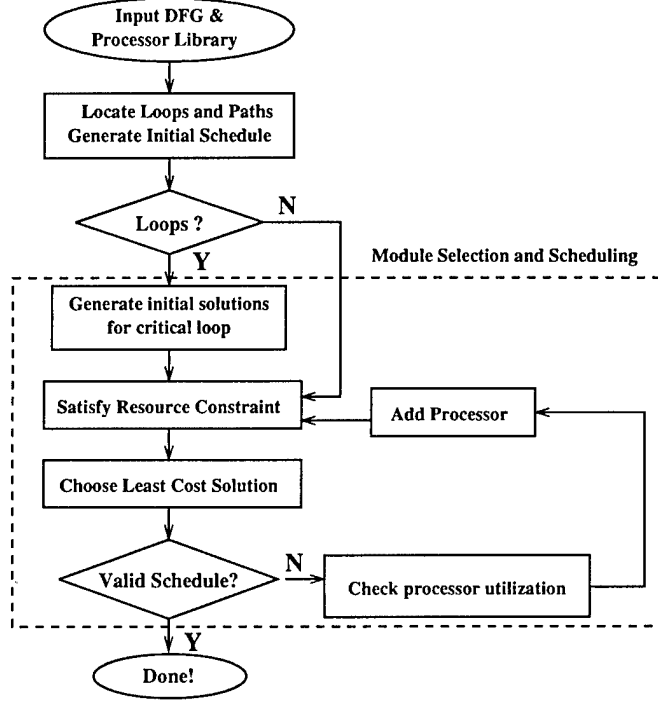 Input DFG &
Processor Library
Locate Loops and Paths
Generate Initial Schedule
Loops ?
N
Y
Module Selection and Scheduling
Generate initial solutions
for critical loop
Satisfy Resource Constraint
Add Processor
Choose Least Cost Solution
Valid Schedule?
N
Check processor utilization
Y
Done!